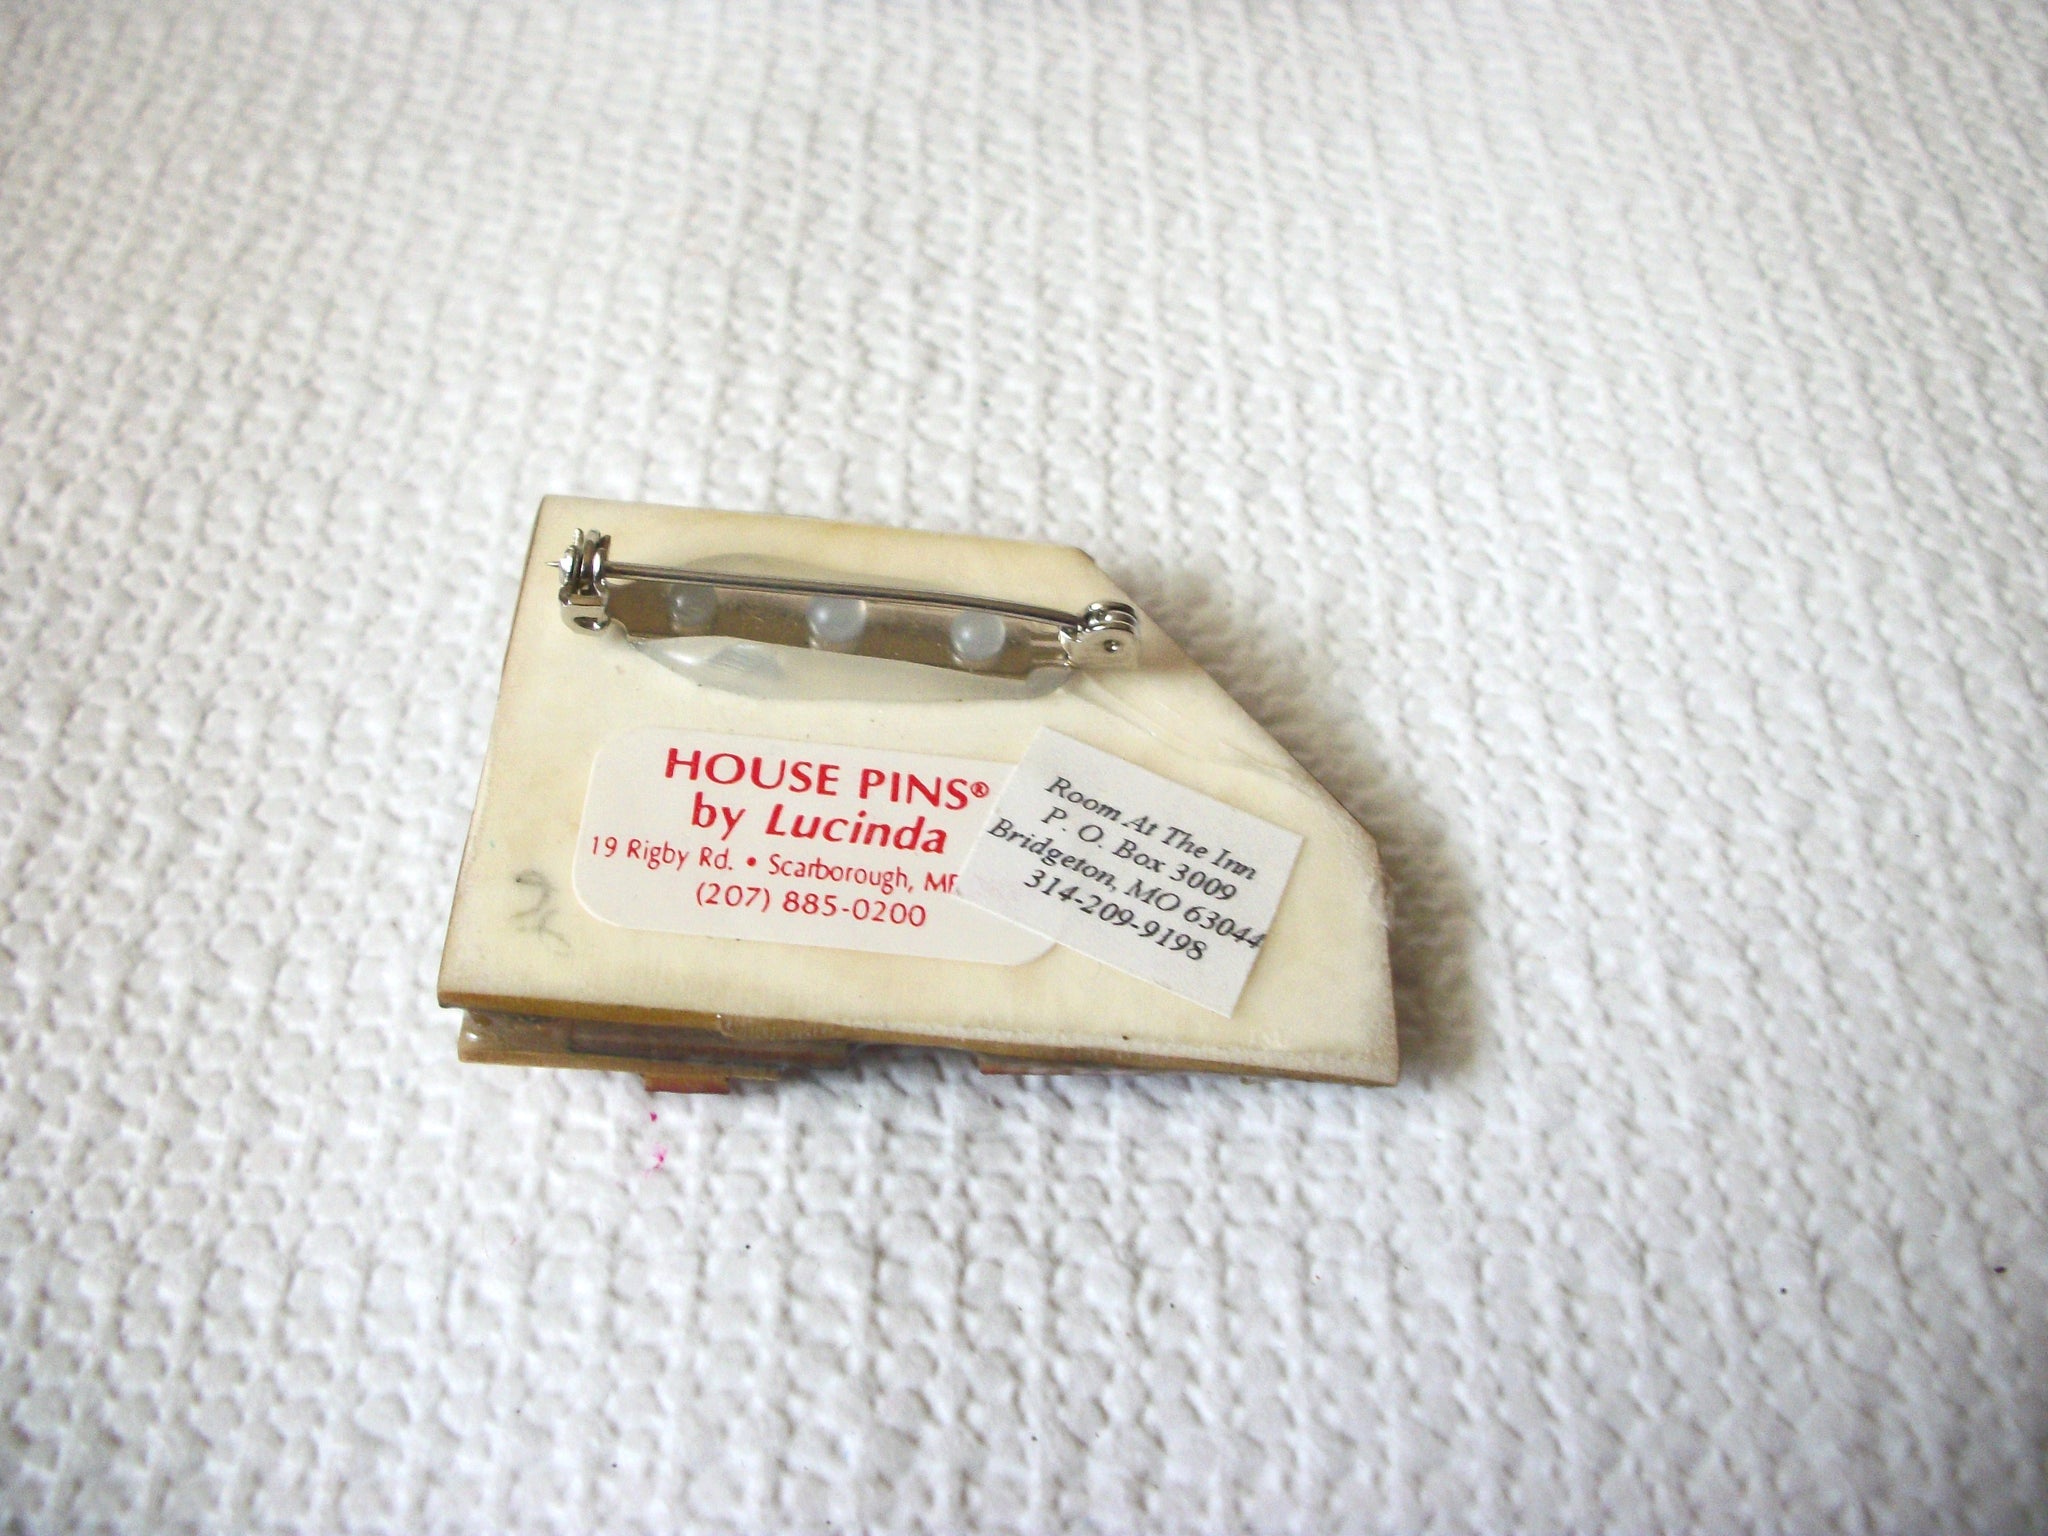 HOUSE PINS®
by Lucinda
19 Rigby Rd. • Scarborough, ME
(207) 885-0200
Room At The Inn
P. O. Box 3009
Bridgeton, MO 63044
314-209-9198